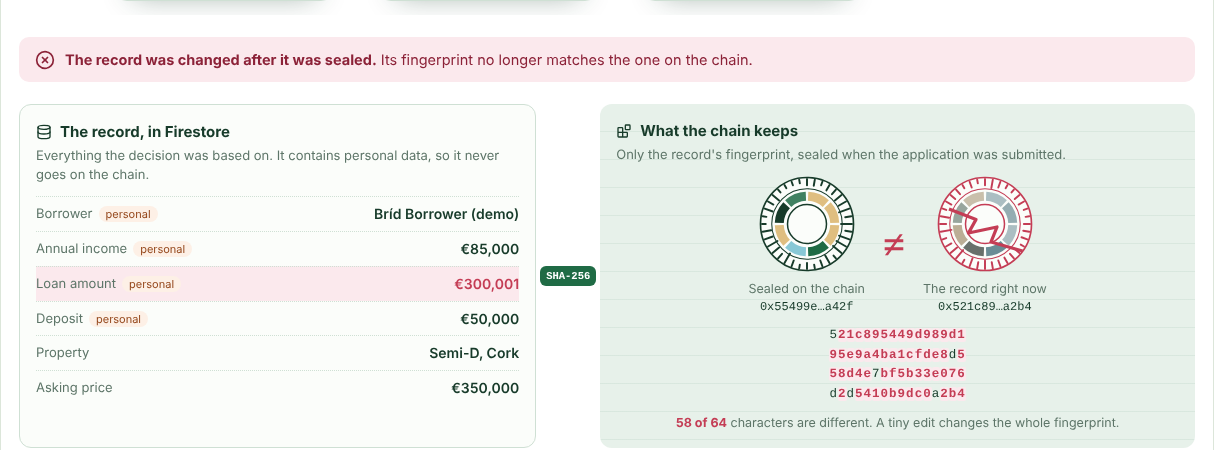 The record was changed after it was sealed. Its fingerprint no longer matches the one on the chain.
The record, in Firestore
Everything the decision was based on. It contains personal data, so it never
goes on the chain.
Borrower personal Bríd Borrower (demo)
Annual income personal €85,000
Loan amount personal €300,001
Deposit personal €50,000
Property Semi-D, Cork
Asking price €350,000
SHA-256
What the chain keeps
Only the record's fingerprint, sealed when the application was submitted.
≠
Sealed on the chain The record right now
0x55499e…a42f 0x521c89…a2b4
521c895449d989d1
95e9a4ba1cfde8d5
58d4e7bf5b33e076
d2d5410b9dc0a2b4
58 of 64 characters are different. A tiny edit changes the whole fingerprint.